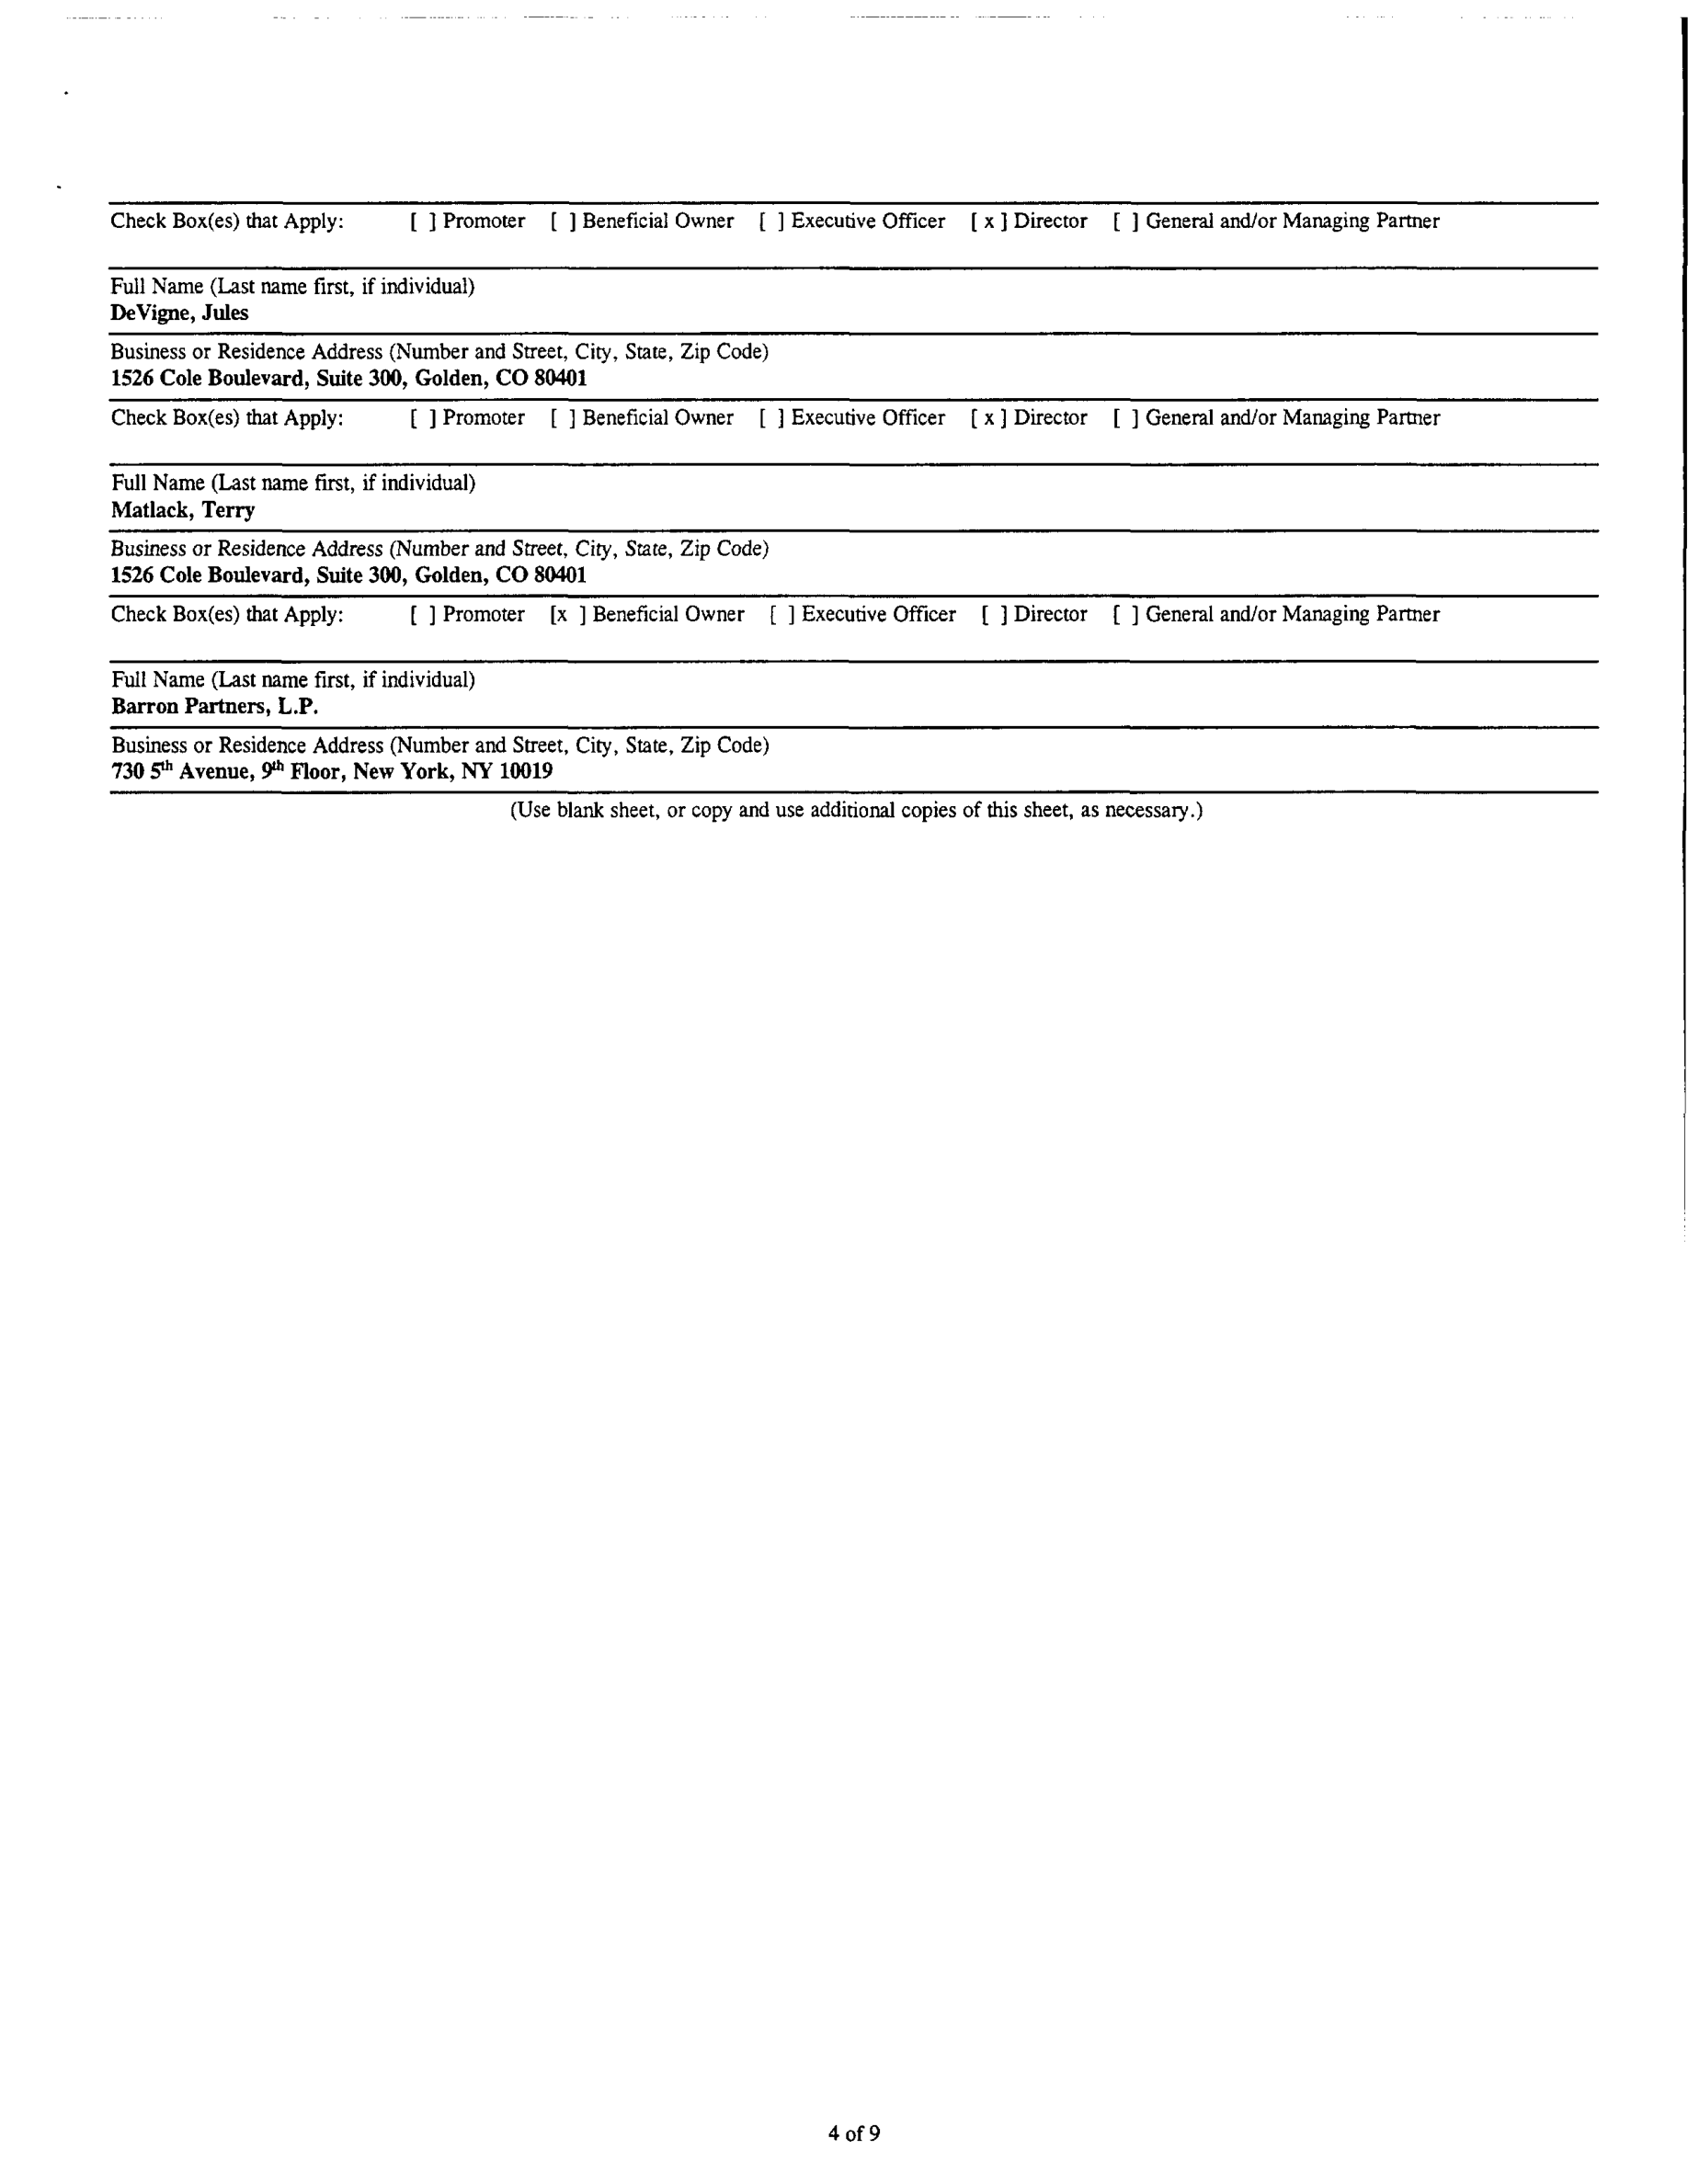 Check Box(es) that Apply: [ ] Promoter [ ] Beneficial Owner [ ] Executive Officer [ x ] Director [ ] General and/or Managing Partner
Full Name (Last name first, if individual)
DeVigne, Jules
Business or Residence Address (Number and Street, City, State, Zip Code)
1526 Cole Boulevard, Suite 300, Golden, CO 80401
Check Box(es) that Apply: [ ] Promoter [ ] Beneficial Owner [ ] Executive Officer [ x ] Director [ ] General and/or Managing Partner
Full Name (Last name first, if individual)
Matlack, Terry
Business or Residence Address (Number and Street, City, State, Zip Code)
1526 Cole Boulevard, Suite 300, Golden, CO 80401
Check Box(es) that Apply: [ ] Promoter [x ] Beneficial Owner [ ] Executive Officer [ ] Director [ ] General and/or Managing Partner
Full Name (Last name first, if individual)
Barron Partners, L.P.
Business or Residence Address (Number and Street, City, State, Zip Code)
730 5th Avenue, 9th Floor, New York, NY 10019
(Use blank sheet, or copy and use additional copies of this sheet, as necessary.)
4 of 9